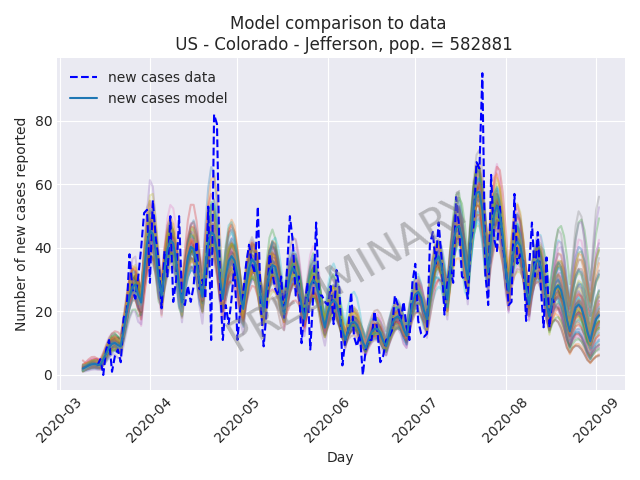 Model comparison to data
US - Colorado - Jefferson, pop. = 582881
new cases data
new cases model
Number of new cases reported
80
60
40
20
0
PRELIMINARY
2020-03
2020-04
2020-05
2020-06
2020-07
2020-08
2020-09
Day